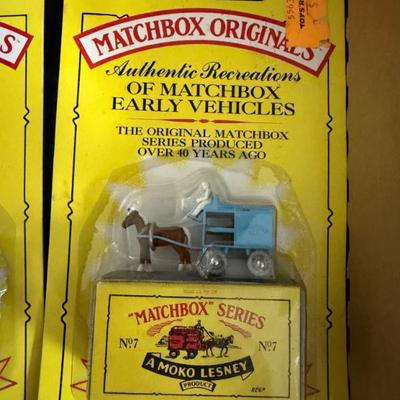 MATCHBOX ORIGINALS
Authentic Recreations
OF MATCHBOX
EARLY VEHICLES
THE ORIGINAL MATCHBOX
SERIES PRODUCED
OVER 40 YEARS AGO
"MATCHBOX" SERIES
Nº7
Nº7
A MOKO LESNEY
PRODUCT
REGD